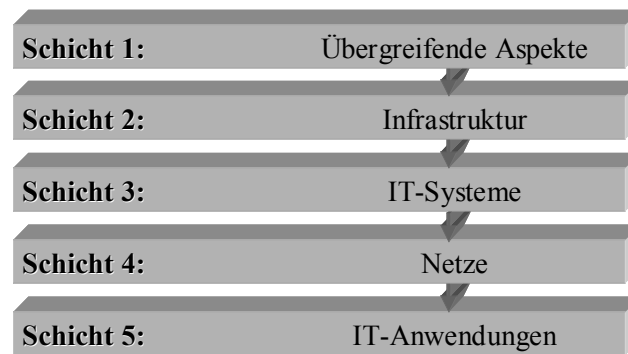 Schicht 1: Übergreifende Aspekte
Schicht 2: Infrastruktur
Schicht 3: IT-Systeme
Schicht 4: Netze
Schicht 5: IT-Anwendungen